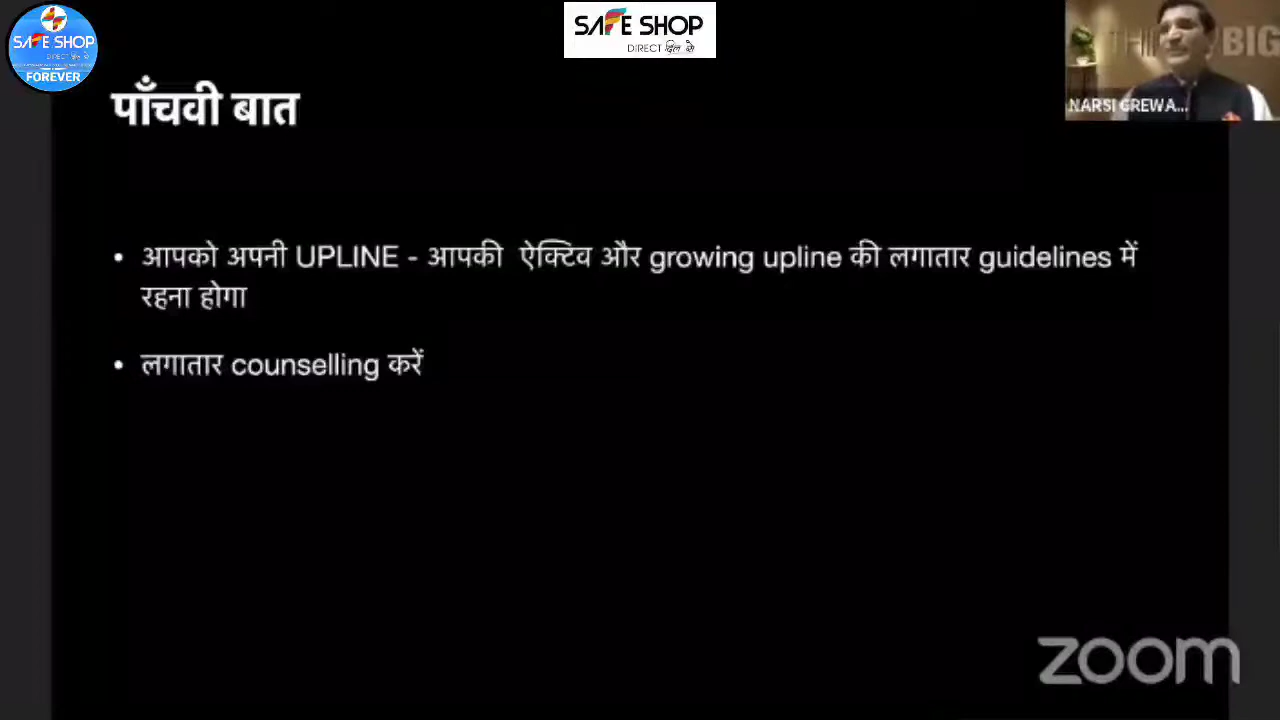 SAFE SHOP
DIRECT दिल से
FOREVER
SAFE SHOP
DIRECT दिल से
BIG
NARSI GREWA...
पाँचवी बात
• आपको अपनी UPLINE - आपकी ऐक्टिव और growing upline की लगातार guidelines में
रहना होगा
• लगातार counselling करें
zoom